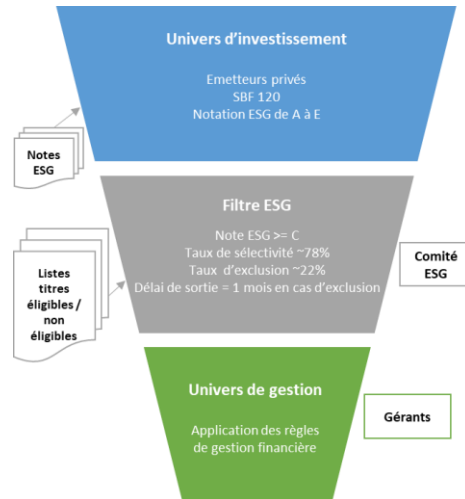 Univers d'investissement
Emetteurs privés
SBF 120
Notation ESG de A à E
Notes
ESG
Filtre ESG
Note ESG >= C
Taux de sélectivité ~78%
Taux d'exclusion ~22%
Délai de sortie = 1 mois en cas d'exclusion
Comité
ESG
Listes
titres
éligibles /
non
éligibles
Univers de gestion
Application des règles
de gestion financière
Gérants